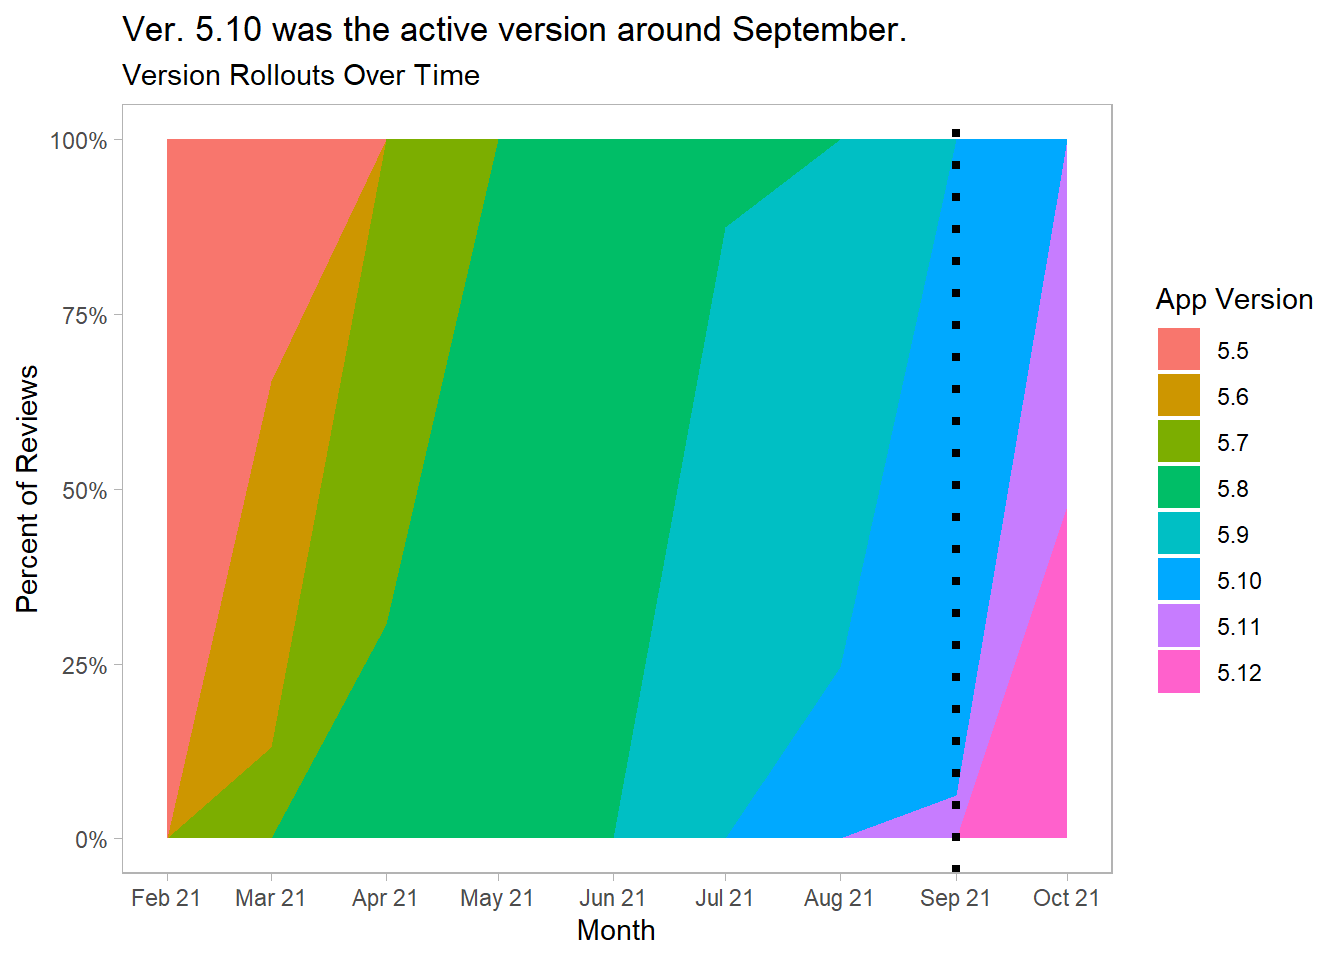 Ver. 5.10 was the active version around September.
Version Rollouts Over Time
100%
75%
50%
25%
0%
Percent of Reviews
Feb 21 Mar 21 Apr 21 May 21 Jun 21 Jul 21 Aug 21 Sep 21 Oct 21
Month
App Version
5.5
5.6
5.7
5.8
5.9
5.10
5.11
5.12